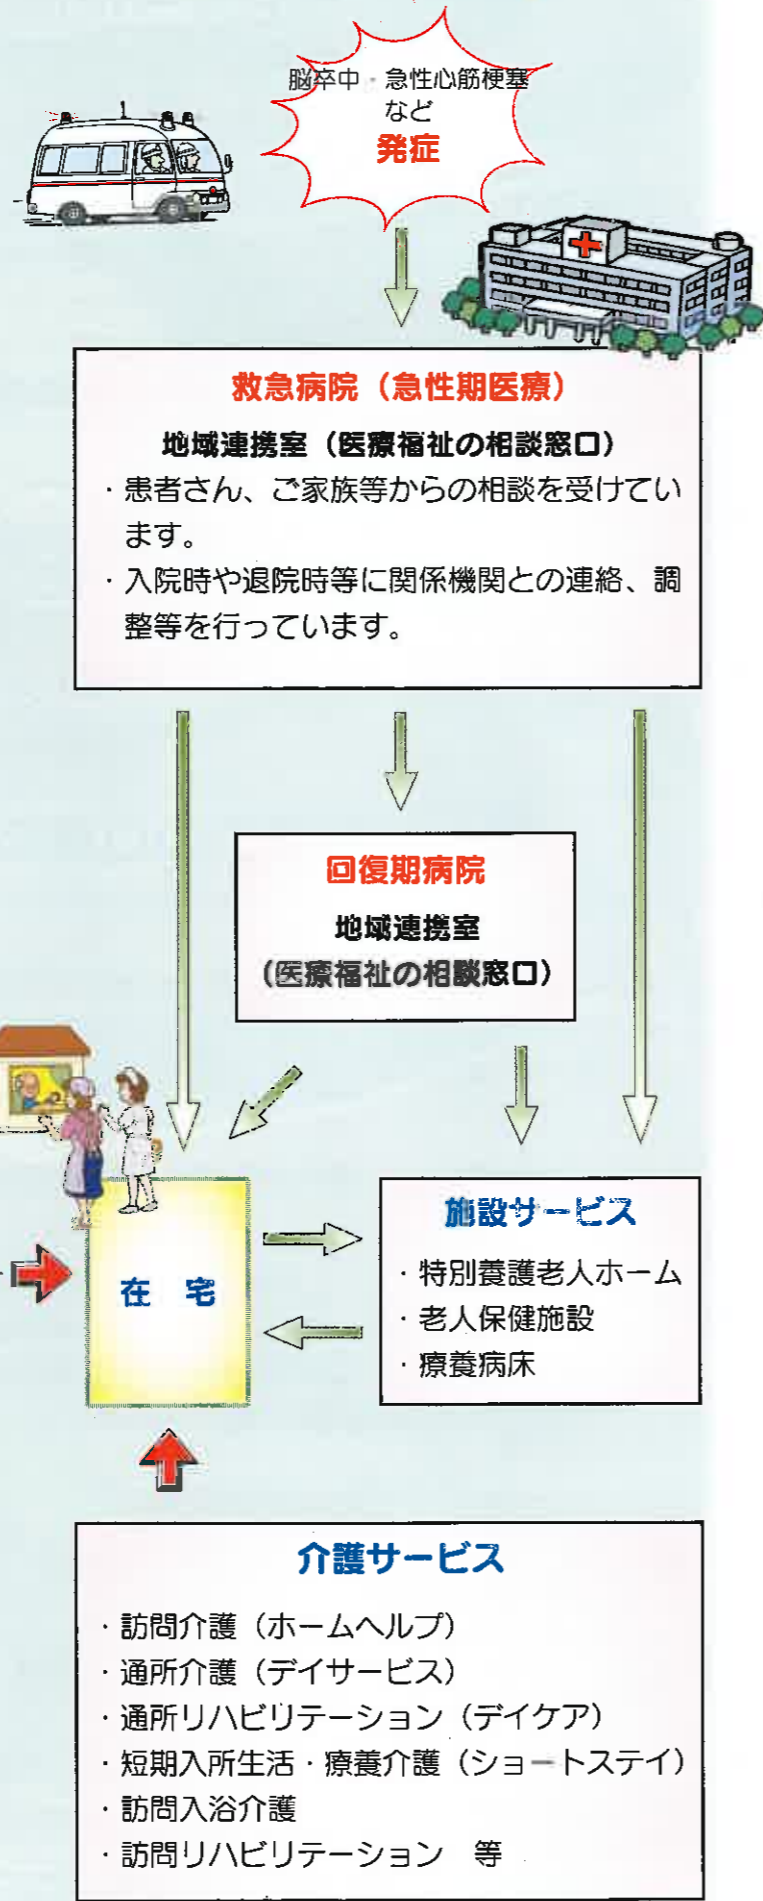 脳卒中・急性心筋梗塞
など
発症
救急病院（急性期医療）
地域連携室（医療福祉の相談窓口）
・患者さん、ご家族等からの相談を受けてい
ます。
・入院時や退院時等に関係機関との連絡、調
整等を行っています。
回復期病院
地域連携室
（医療福祉の相談窓口）
在　宅
施設サービス
・特別養護老人ホーム
・老人保健施設
・療養病床
介護サービス
・訪問介護（ホームヘルプ）
・通所介護（デイサービス）
・通所リハビリテーション（デイケア）
・短期入所生活・療養介護（ショートステイ）
・訪問入浴介護
・訪問リハビリテーション　等